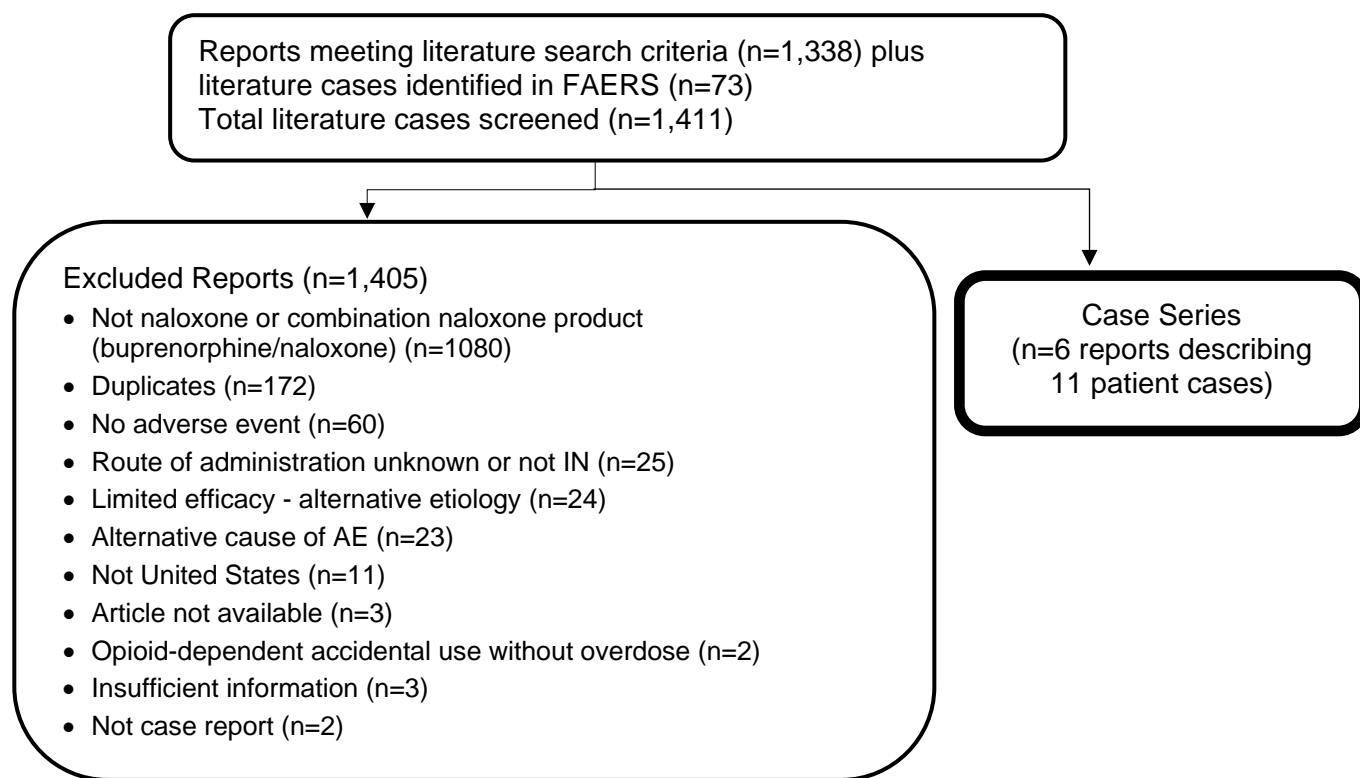 Reports meeting literature search criteria (n=1,338) plus
literature cases identified in FAERS (n=73)
Total literature cases screened (n=1,411)
Excluded Reports (n=1,405)
• Not naloxone or combination naloxone product
(buprenorphine/naloxone) (n=1080)
• Duplicates (n=172)
• No adverse event (n=60)
• Route of administration unknown or not IN (n=25)
• Limited efficacy - alternative etiology (n=24)
• Alternative cause of AE (n=23)
• Not United States (n=11)
• Article not available (n=3)
• Opioid-dependent accidental use without overdose (n=2)
• Insufficient information (n=3)
• Not case report (n=2)
Case Series
(n=6 reports describing
11 patient cases)